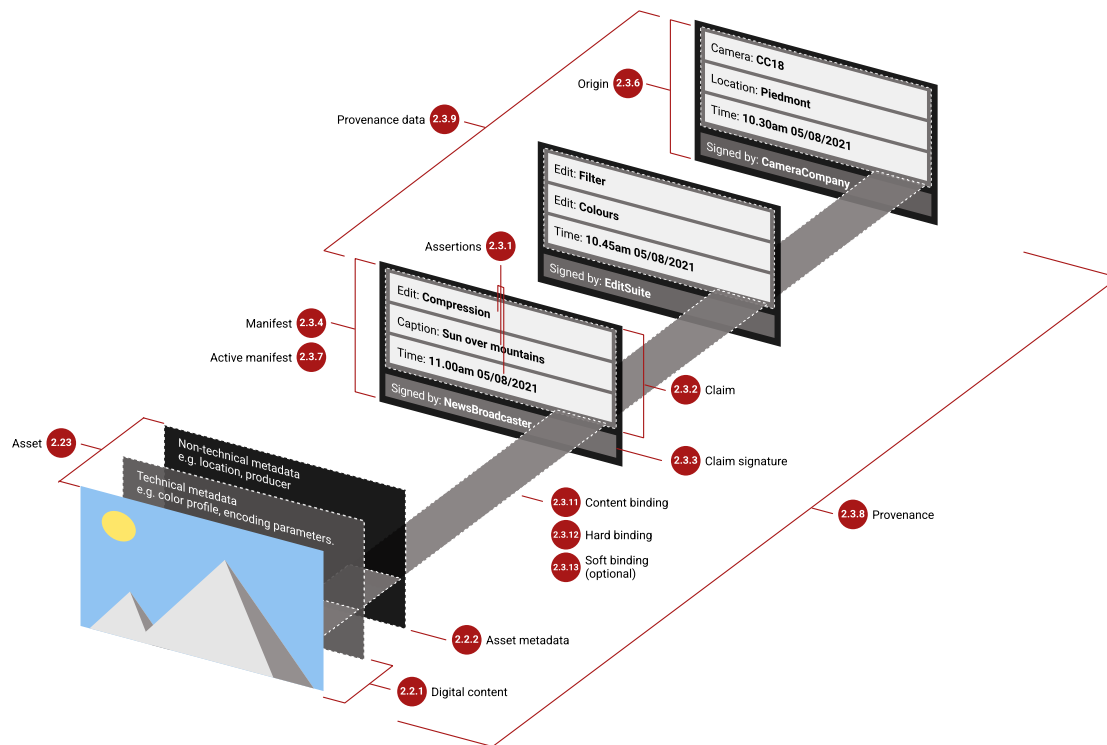 Camera: CC18
Location: Piedmont
Time: 10.30am 05/08/2021
Signed by: CameraCompany
Origin 2.3.6
Provenance data 2.3.9
Edit: Filter
Edit: Colours
Time: 10.45am 05/08/2021
Signed by: EditSuite
Assertions 2.3.1
Edit: Compression
Caption: Sun over mountains
Time: 11.00am 05/08/2021
Signed by: NewsBroadcaster
Manifest 2.3.4
Active manifest 2.3.7
2.3.2 Claim
2.3.3 Claim signature
Asset 2.23
Non-technical metadata
e.g. location, producer
Technical metadata
e.g. color profile, encoding parameters.
2.3.11 Content binding
2.3.12 Hard binding
2.3.13 Soft binding
(optional)
2.3.8 Provenance
2.2.2 Asset metadata
2.2.1 Digital content